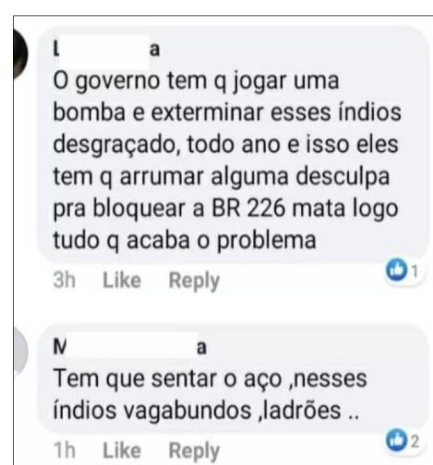 L a
O governo tem q jogar uma
bomba e exterminar esses índios
desgraçado, todo ano e isso eles
tem q arrumar alguma desculpa
pra bloquear a BR 226 mata logo
tudo q acaba o problema
3h Like Reply 1
M a
Tem que sentar o aço ,nesses
índios vagabundos ,ladrões ..
1h Like Reply 2